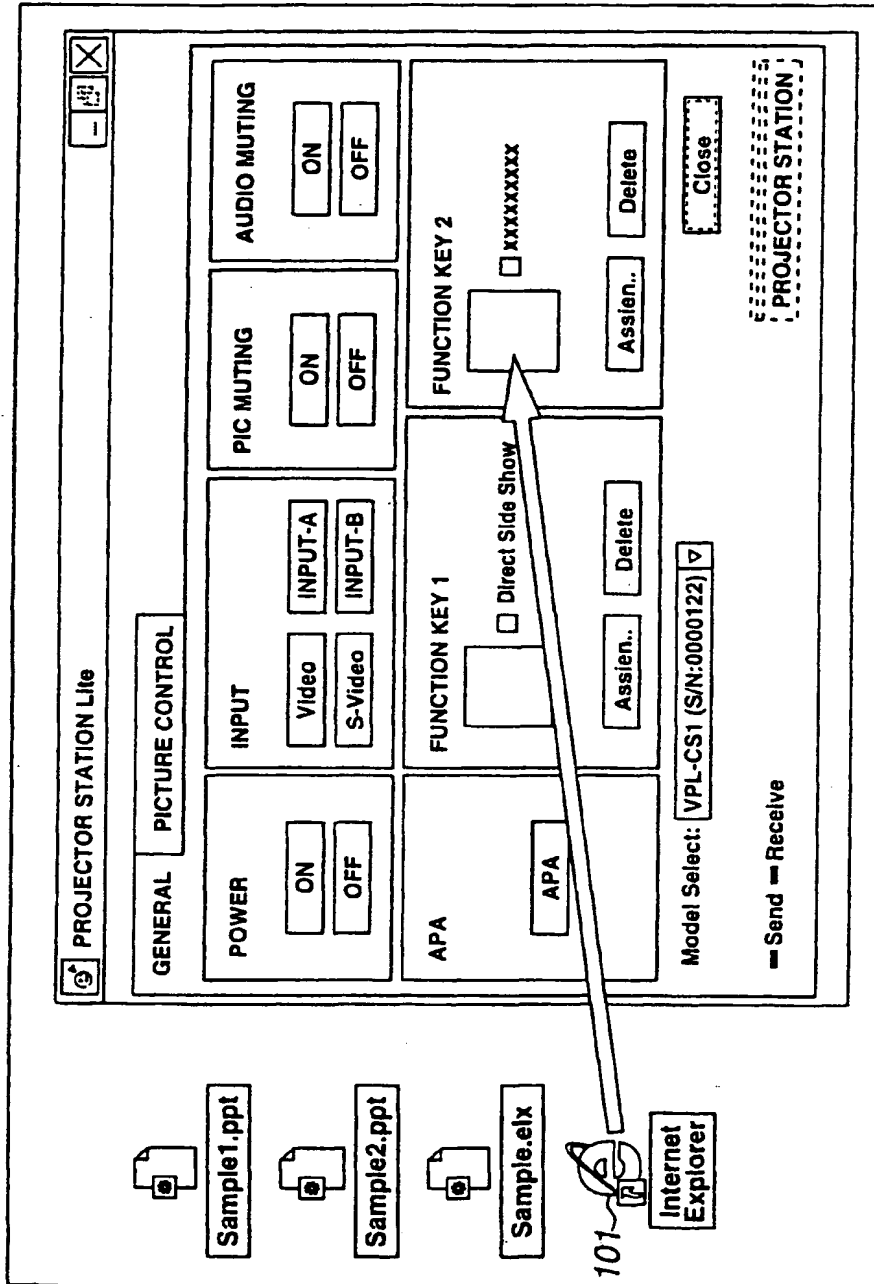 PROJECTOR STATION Lite
GENERAL
PICTURE CONTROL
POWER
ON
OFF
INPUT
Video
INPUT-A
S-Video
INPUT-B
PIC MUTING
ON
OFF
AUDIO MUTING
ON
OFF
APA
APA
FUNCTION KEY 1
Direct Side Show
Assien..
Delete
FUNCTION KEY 2
xxxxxxxxx
Assien..
Delete
Model Select: VPL-CS1 (S/N:0000122)
Close
Send Receive
PROJECTOR STATION
Sample1.ppt
Sample2.ppt
Sample.elx
101
Internet
Explorer